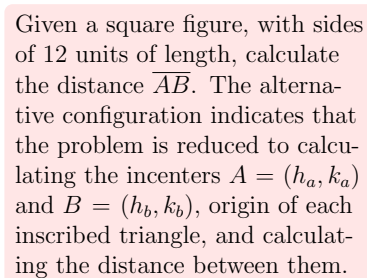 Given a square figure, with sides
of 12 units of length, calculate
the distance \overline{AB}. The alterna-
tive configuration indicates that
the problem is reduced to calcu-
lating the incenters A = (h_a, k_a)
and B = (h_b, k_b), origin of each
inscribed triangle, and calculat-
ing the distance between them.